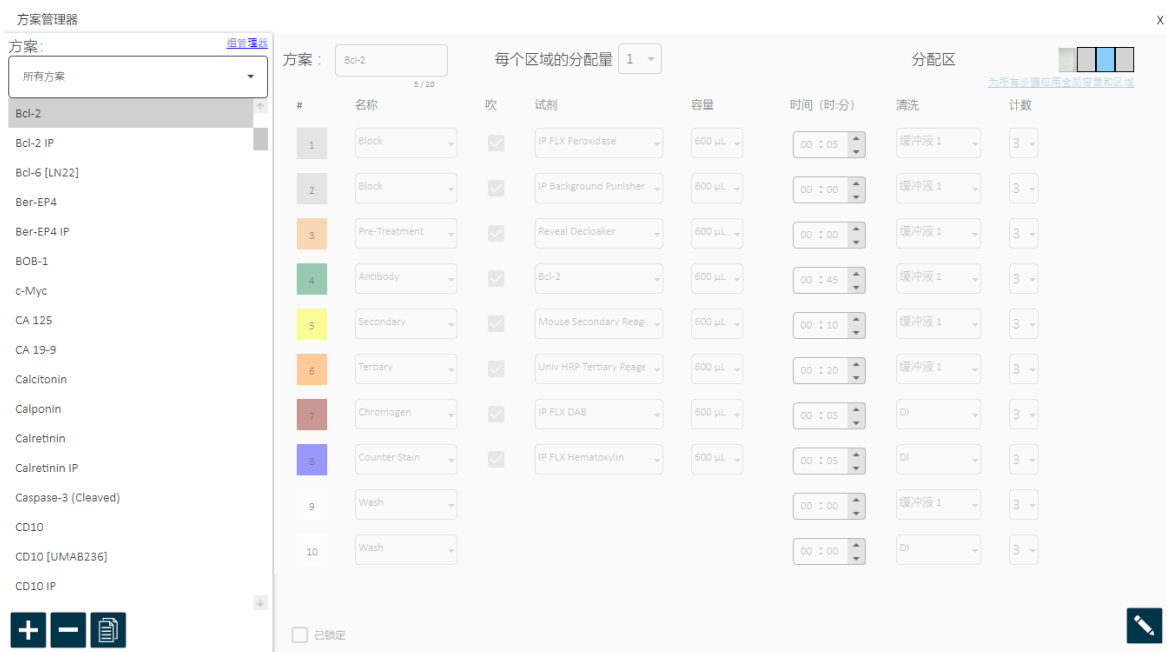 方案管理器
X
方案:
组管理器
所有方案
Bcl-2
Bcl-2 IP
Bcl-6 [LN22]
Ber-EP4
Ber-EP4 IP
BOB-1
c-Myc
CA 125
CA 19-9
Calcitonin
Calponin
Calretinin
Calretinin IP
Caspase-3 (Cleaved)
CD10
CD10 [UMAB236]
CD10 IP
方案: Bcl-2 每个区域的分配量 1 分配区
5 / 20
为所有步骤应用全局容量和区域
# 名称 吹 试剂 容量 时间(时:分) 清洗 计数
1 Block IP FLX Peroxidase 600 µL 00 : 05 缓冲液 1 3
2 Block IP Background Punisher 600 µL 00 : 00 缓冲液 1 3
3 Pre-Treatment Reveal Decloaker 600 µL 00 : 00 缓冲液 1 3
4 Antibody Bcl-2 600 µL 00 : 45 缓冲液 1 3
5 Secondary Mouse Secondary Reag 600 µL 00 : 10 缓冲液 1 3
6 Tertiary Univ HRP Tertiary Reage 600 µL 00 : 20 缓冲液 1 3
7 Chromogen IP FLX DAB 600 µL 00 : 05 DI 3
8 Counter Stain IP FLX Hematoxylin 600 µL 00 : 05 DI 3
9 Wash 00 : 00 缓冲液 1 3
10 Wash 00 : 00 DI 3
已锁定